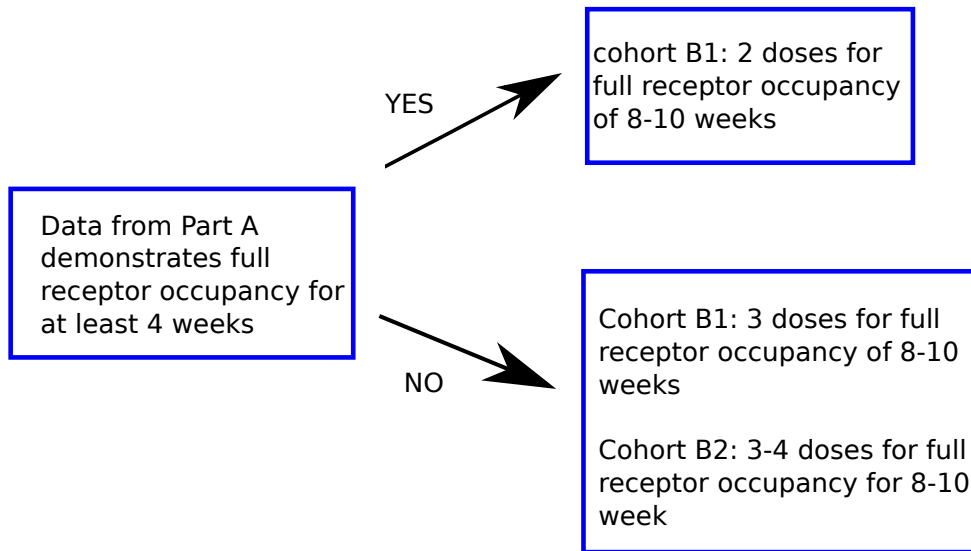 Data from Part A
demonstrates full
receptor occupancy for
at least 4 weeks
YES
cohort B1: 2 doses for
full receptor occupancy
of 8-10 weeks
NO
Cohort B1: 3 doses for full
receptor occupancy of 8-10
weeks
Cohort B2: 3-4 doses for full
receptor occupancy for 8-10
week